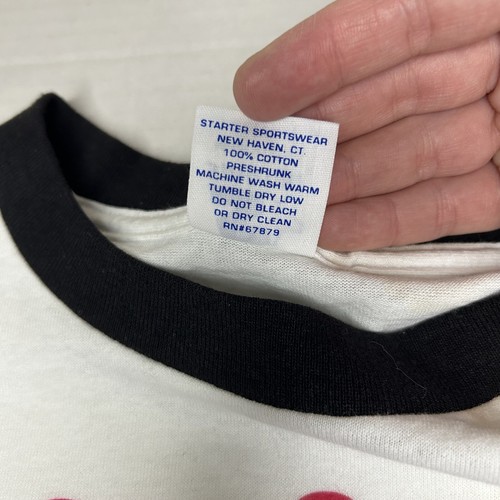 STARTER SPORTSWEAR
NEW HAVEN, CT.
100% COTTON
PRESHRUNK
MACHINE WASH WARM
TUMBLE DRY LOW
DO NOT BLEACH
OR DRY CLEAN
RN#67879